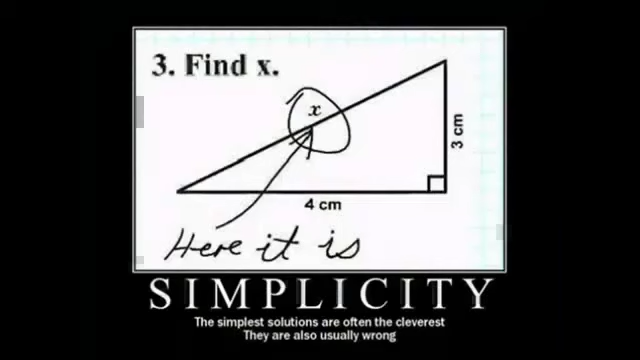 3. Find x.
x
3 cm
4 cm
Here it is
SIMPLICITY
The simplest solutions are often the cleverest
They are also usually wrong